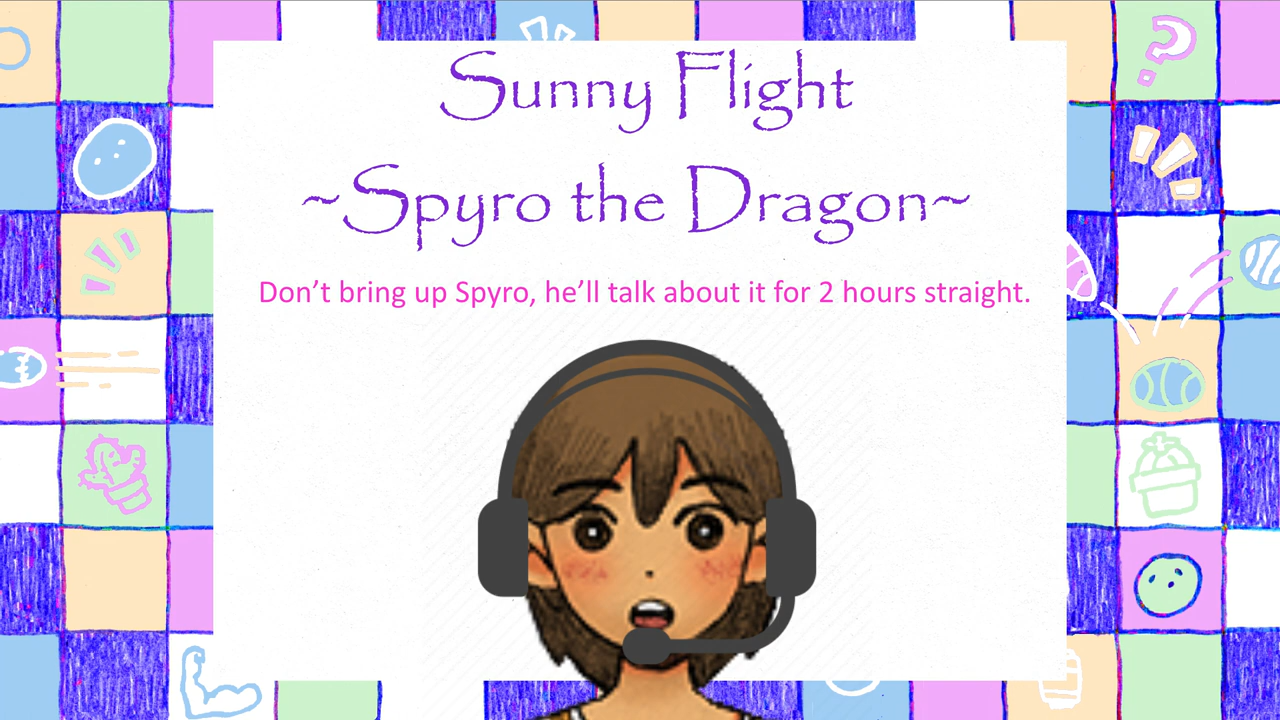 Sunny Flight
~Spyro the Dragon~
Don’t bring up Spyro, he’ll talk about it for 2 hours straight.